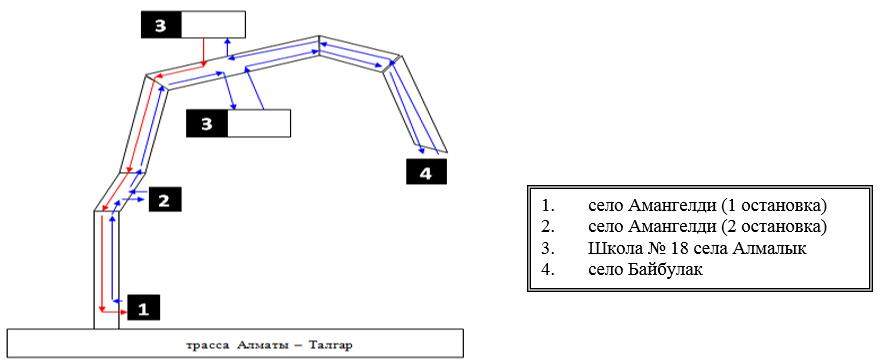 3
3
4
2
1
трасса Алматы – Талгар
1. село Амангелди (1 остановка)
2. село Амангелди (2 остановка)
3. Школа № 18 села Алмалык
4. село Байбулак